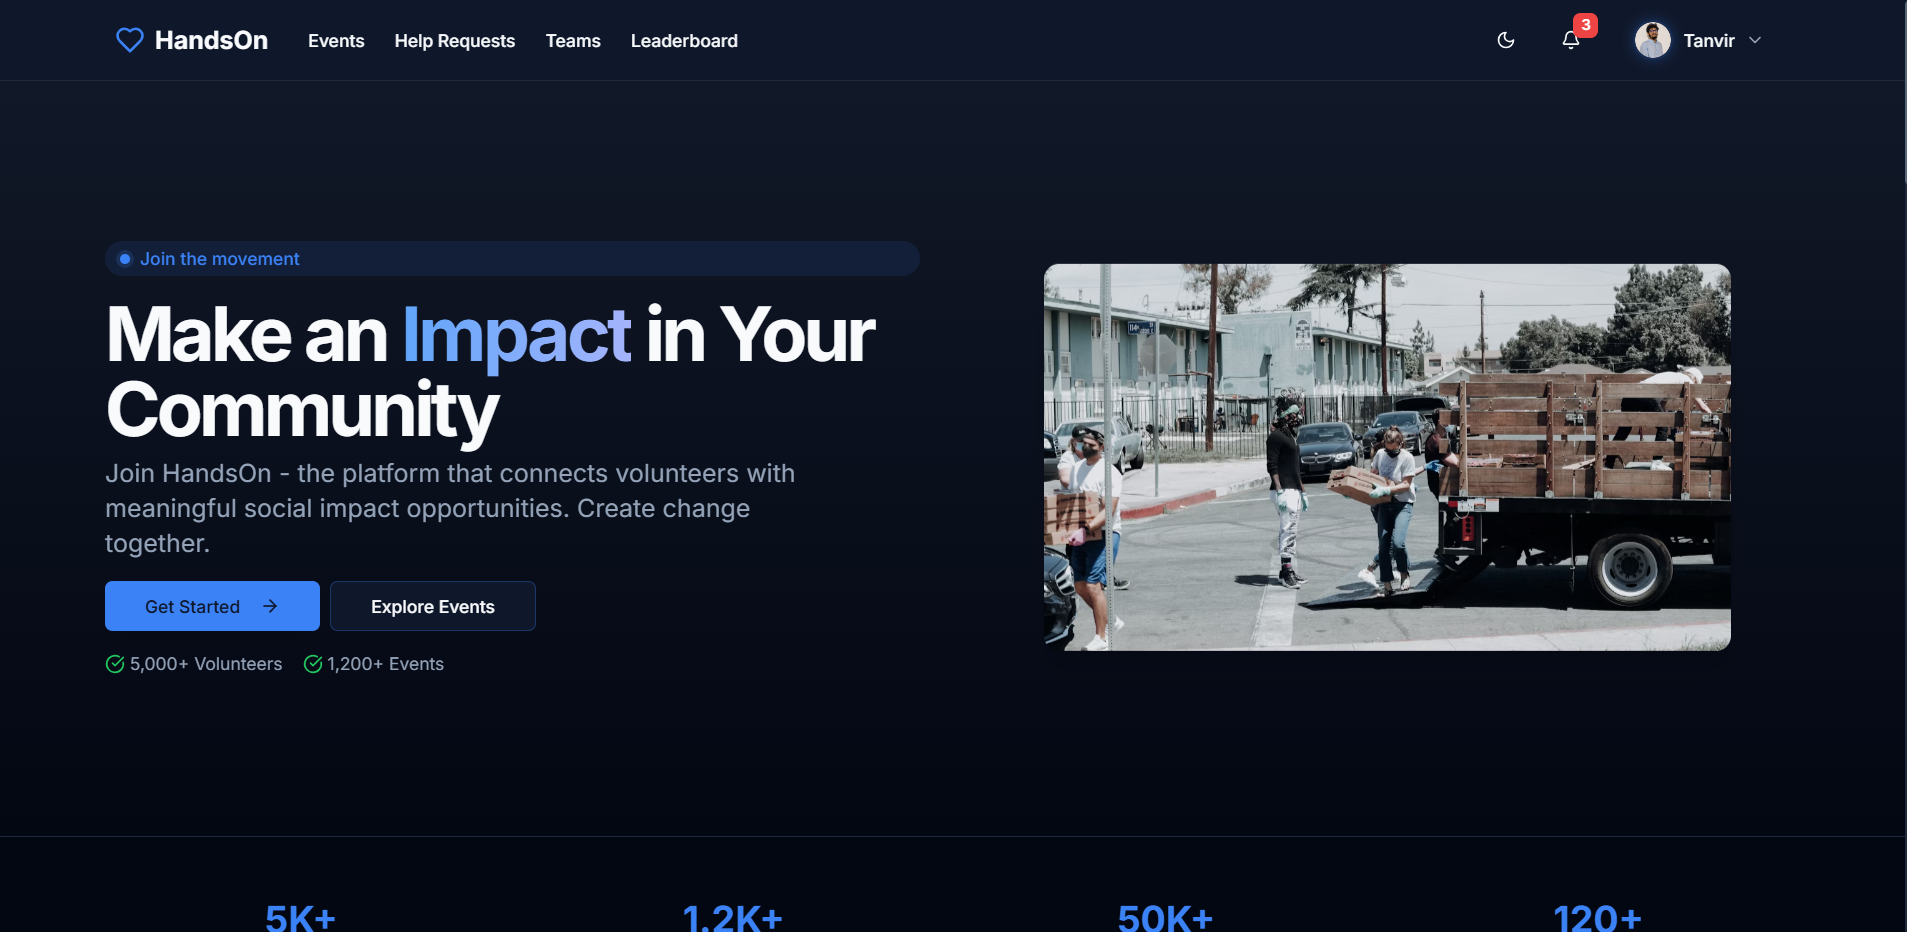 HandsOn Events Help Requests Teams Leaderboard 3 Tanvir
Join the movement
Make an Impact in Your
Community
Join HandsOn - the platform that connects volunteers with
meaningful social impact opportunities. Create change
together.
Get Started Explore Events
5,000+ Volunteers 1,200+ Events
5K+ 1.2K+ 50K+ 120+